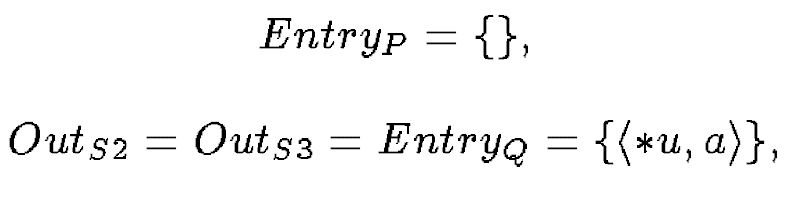 Entry_P = {},
Out_{S2} = Out_{S3} = Entry_Q = {⟨*u, a⟩},